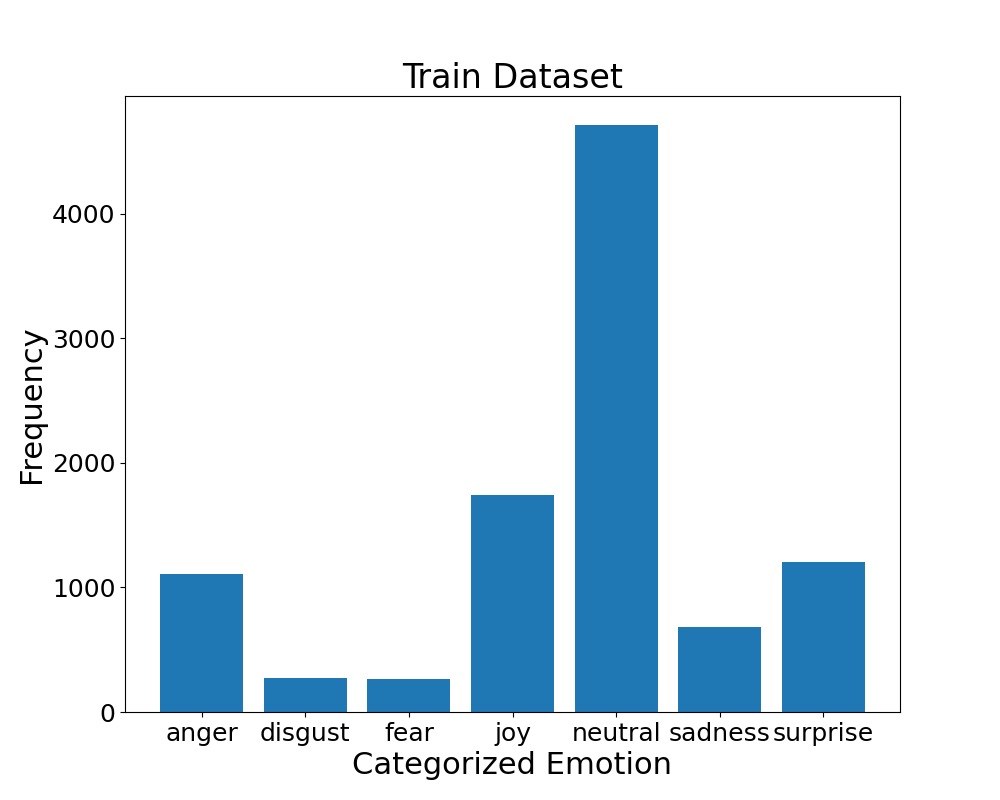 Train Dataset
Frequency
4000
3000
2000
1000
0
anger disgust fear joy neutral sadness surprise
Categorized Emotion